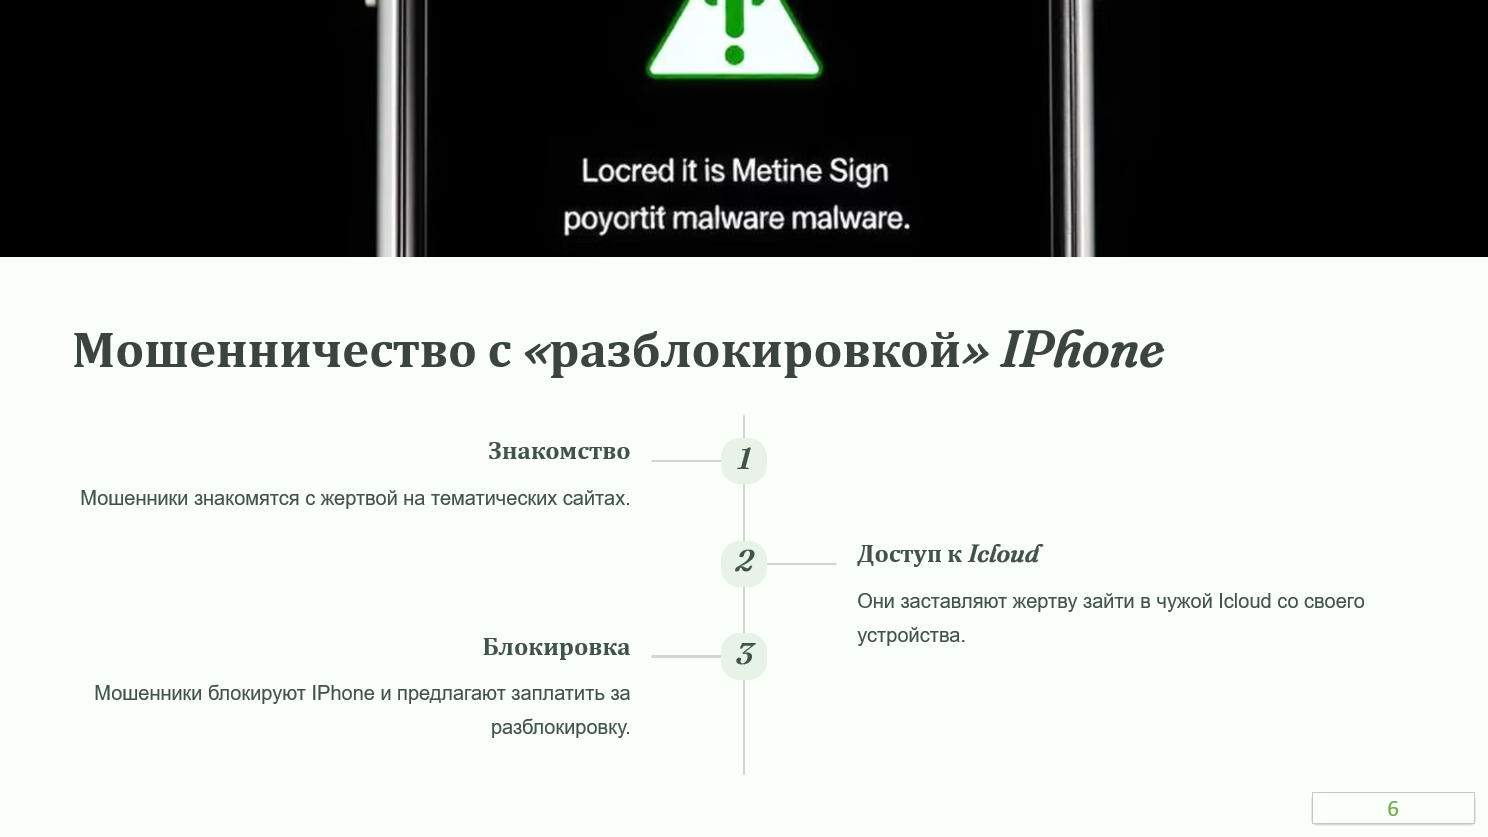 Locred it is Metine Sign
poyortit malware malware.
Мошенничество с «разблокировкой» IPhone
Знакомство
1
Мошенники знакомятся с жертвой на тематических сайтах.
2
Доступ к Icloud
Они заставляют жертву зайти в чужой Icloud со своего
устройства.
Блокировка
3
Мошенники блокируют IPhone и предлагают заплатить за
разблокировку.
6